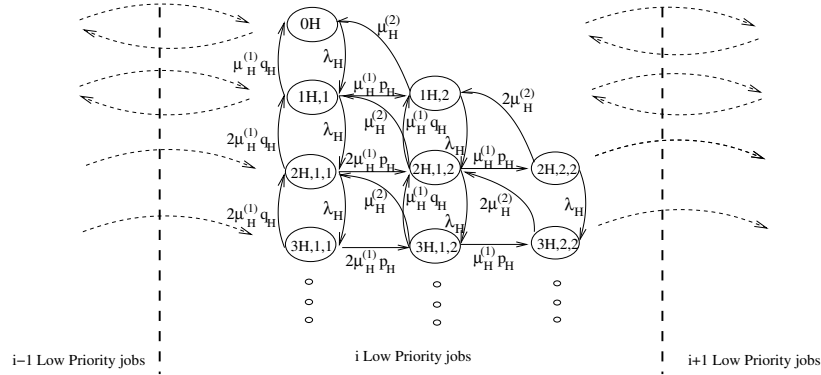 0H
μ_H^(2)
μ_H^(1) q_H
λ_H
1H,1
μ_H^(1) p_H
1H,2
2μ_H^(2)
μ_H^(2)
μ_H^(1) q_H
2μ_H^(1) q_H
λ_H
λ_H
2H,1,1
2μ_H^(1) p_H
2H,1,2
μ_H^(1) p_H
2H,2,2
μ_H^(1) q_H
2μ_H^(1) q_H
λ_H
μ_H^(2)
λ_H
2μ_H^(2)
λ_H
3H,1,1
2μ_H^(1) p_H
3H,1,2
μ_H^(1) p_H
3H,2,2
i−1 Low Priority jobs
i Low Priority jobs
i+1 Low Priority jobs